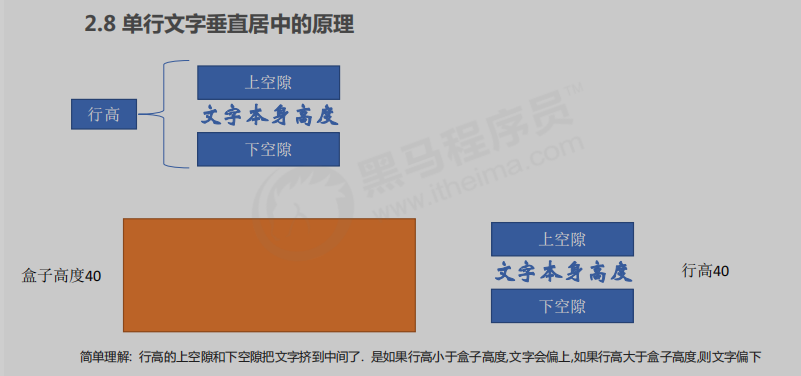 2.8 单行文字垂直居中的原理
上空隙
行高
文字本身高度
下空隙
黑马程序员™
www.itheima.com
上空隙
盒子高度40
文字本身高度
行高40
下空隙
简单理解: 行高的上空隙和下空隙把文字挤到中间了. 是如果行高小于盒子高度,文字会偏上,如果行高大于盒子高度,则文字偏下